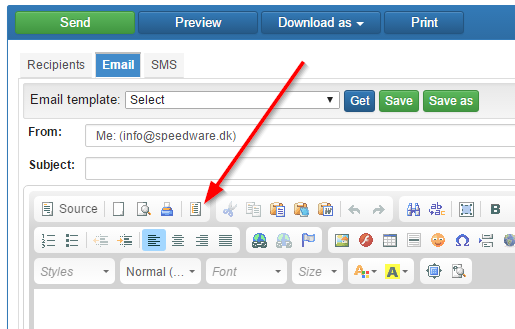 Send Preview Download as Print
Recipients Email SMS
Email template: Select Get Save Save as
From: Me: (info@speedware.dk)
Subject:
Source B
Styles Normal (... Font Size A A